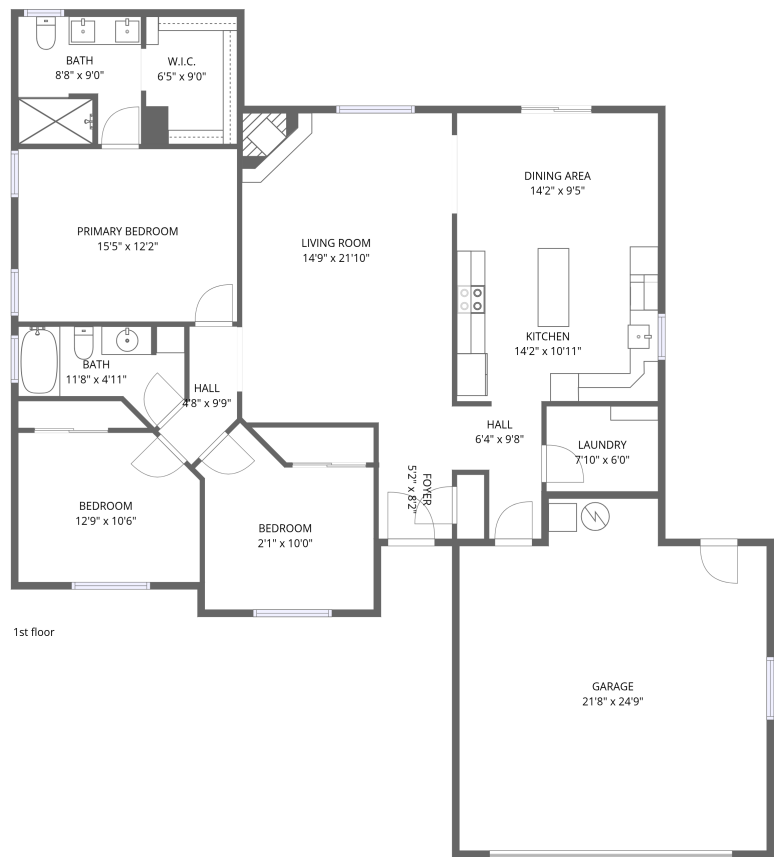 BATH
8'8" x 9'0"
W.I.C.
6'5" x 9'0"
DINING AREA
14'2" x 9'5"
PRIMARY BEDROOM
15'5" x 12'2"
LIVING ROOM
14'9" x 21'10"
KITCHEN
14'2" x 10'11"
BATH
11'8" x 4'11"
HALL
4'8" x 9'9"
HALL
6'4" x 9'8"
LAUNDRY
7'10" x 6'0"
FOYER
5'2" x 8'2"
BEDROOM
12'9" x 10'6"
BEDROOM
2'1" x 10'0"
1st floor
GARAGE
21'8" x 24'9"